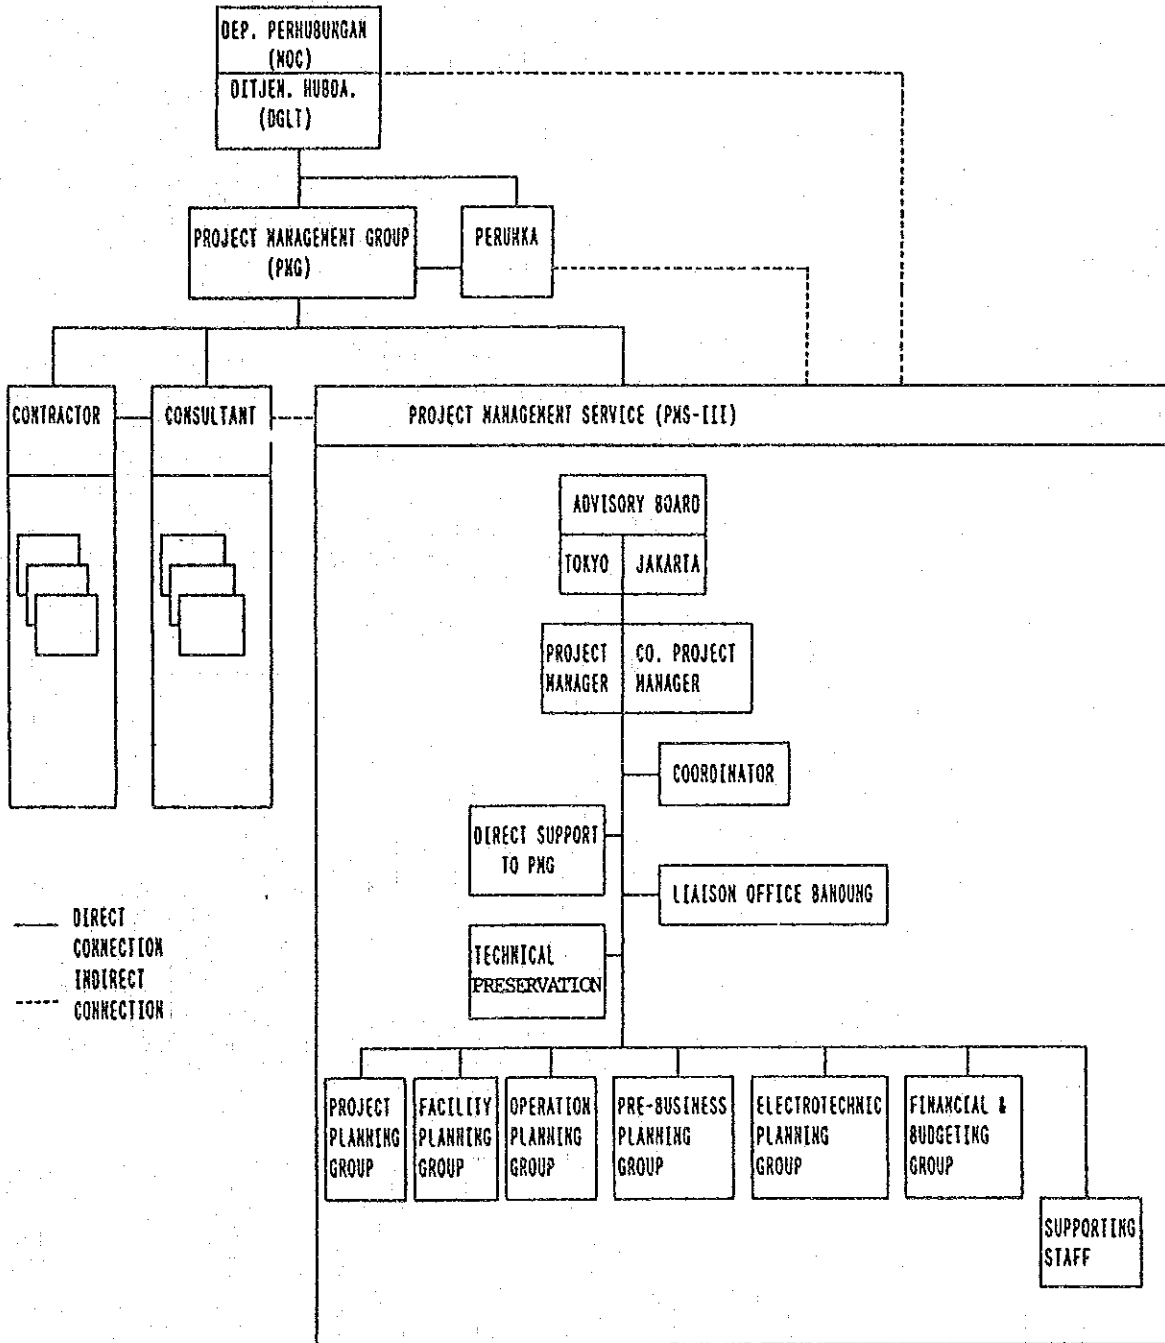 DEP. PERHUBUNGAN
(MOC)
DITJEN. HUBDA.
(DGLT)
PROJECT MANAGEMENT GROUP
(PMG)
PERUMKA
CONTRACTOR
CONSULTANT
PROJECT MANAGEMENT SERVICE (PMS-III)
ADVISORY BOARD
TOKYO
JAKARTA
PROJECT
MANAGER
CO. PROJECT
MANAGER
COORDINATOR
DIRECT SUPPORT
TO PMG
LIAISON OFFICE BANDUNG
TECHNICAL
PRESERVATION
DIRECT
CONNECTION
INDIRECT
CONNECTION
PROJECT
PLANNING
GROUP
FACILITY
PLANNING
GROUP
OPERATION
PLANNING
GROUP
PRE-BUSINESS
PLANNING
GROUP
ELECTROTECHNIC
PLANNING
GROUP
FINANCIAL &
BUDGETING
GROUP
SUPPORTING
STAFF